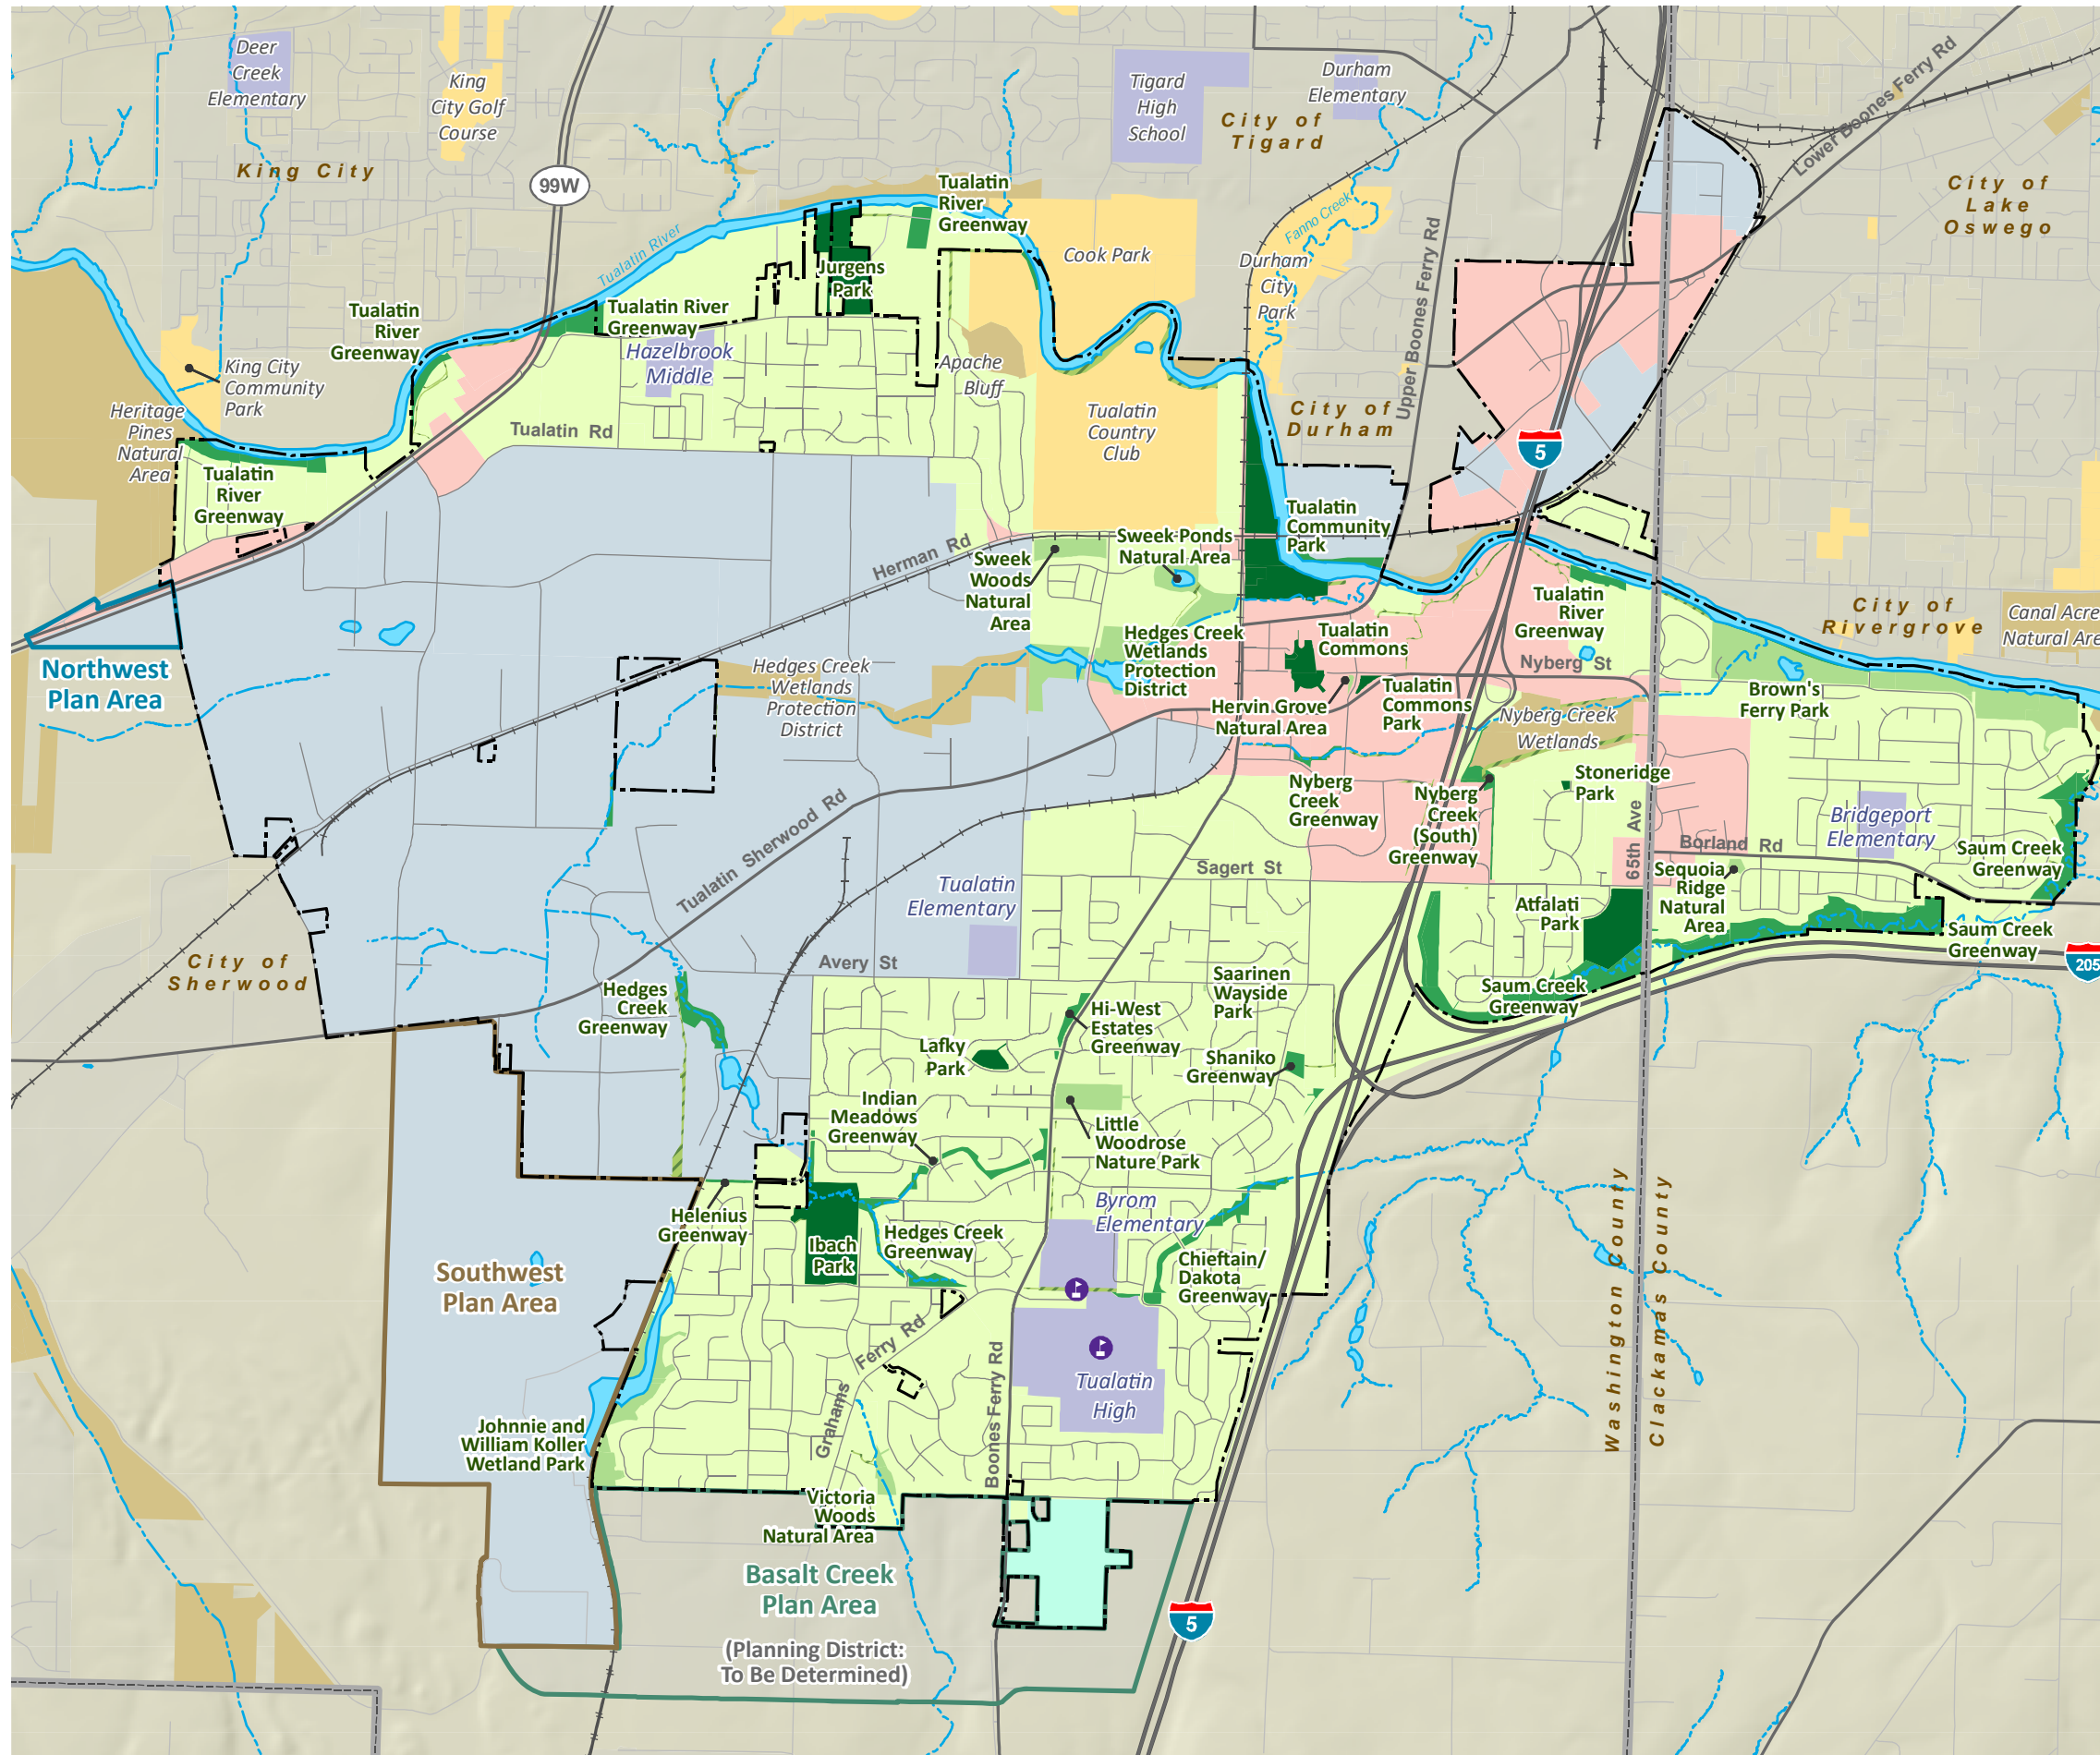 Deer
Creek
Elementary
King
City Golf
Course
King City
99W
Tigard
High
School
Durham
Elementary
City of
Tigard
Lower Boones Ferry Rd
City of
Lake
Oswego
Tualatin
River
Greenway
Tualatin River
Jurgens
Park
Cook Park
Fanno Creek
Durham
City
Park
Upper Boones Ferry Rd
Tualatin
River
Greenway
Tualatin River
Greenway
Hazelbrook
Middle
King City
Community
Park
Heritage
Pines
Natural
Area
Apache
Bluff
Tualatin
Country
Club
City of
Durham
5
Tualatin Rd
Tualatin
River
Greenway
Tualatin
Community
Park
Herman Rd
Sweek Ponds
Natural Area
Sweek
Woods
Natural
Area
Tualatin
River
Greenway
City of
Rivergrove
Canal Acre
Natural Are
Northwest
Plan Area
Hedges Creek
Wetlands
Protection
District
Hedges Creek
Wetlands
Protection
District
Tualatin
Commons
Nyberg St
Hervin Grove
Natural Area
Tualatin
Commons
Park
Nyberg Creek
Wetlands
Brown's
Ferry Park
Nyberg
Creek
Greenway
Nyberg
Creek
(South)
Greenway
Stoneridge
Park
65th Ave
Bridgeport
Elementary
Borland Rd
Saum Creek
Greenway
Tualatin Sherwood Rd
Sagert St
Tualatin
Elementary
Sequoia
Ridge
Natural
Area
Atfalati
Park
Saum Creek
Greenway
205
City of
Sherwood
Avery St
Hedges
Creek
Greenway
Saarinen
Wayside
Park
Saum Creek
Greenway
Hi-West
Estates
Greenway
Lafky
Park
Shaniko
Greenway
Indian
Meadows
Greenway
Little
Woodrose
Nature Park
Byrom
Elementary
Washington County
Clackamas County
Helenius
Greenway
Ibach
Park
Hedges Creek
Greenway
Chieftain/
Dakota
Greenway
Southwest
Plan Area
Grahams Ferry Rd
Boones Ferry Rd
Tualatin
High
Johnnie and
William Koller
Wetland Park
Victoria
Woods
Natural Area
Basalt Creek
Plan Area
(Planning District:
To Be Determined)
5